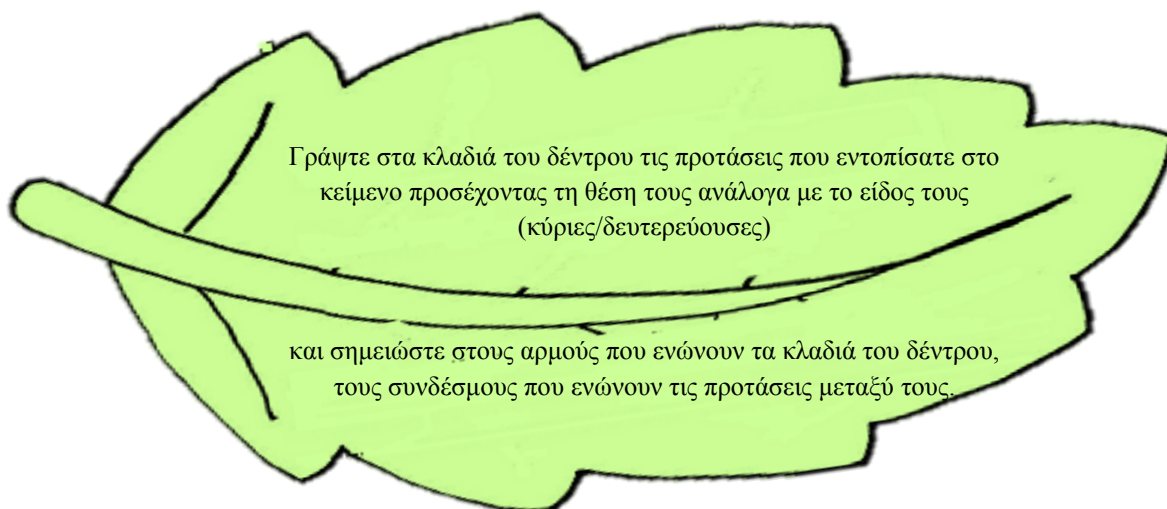 Γράψτε στα κλαδιά του δέντρου τις προτάσεις που εντοπίσατε στο
κείμενο προσέχοντας τη θέση τους ανάλογα με το είδος τους
(κύριες/δευτερεύουσες)
και σημειώστε στους αρμούς που ενώνουν τα κλαδιά του δέντρου,
τους συνδέσμους που ενώνουν τις προτάσεις μεταξύ τους.